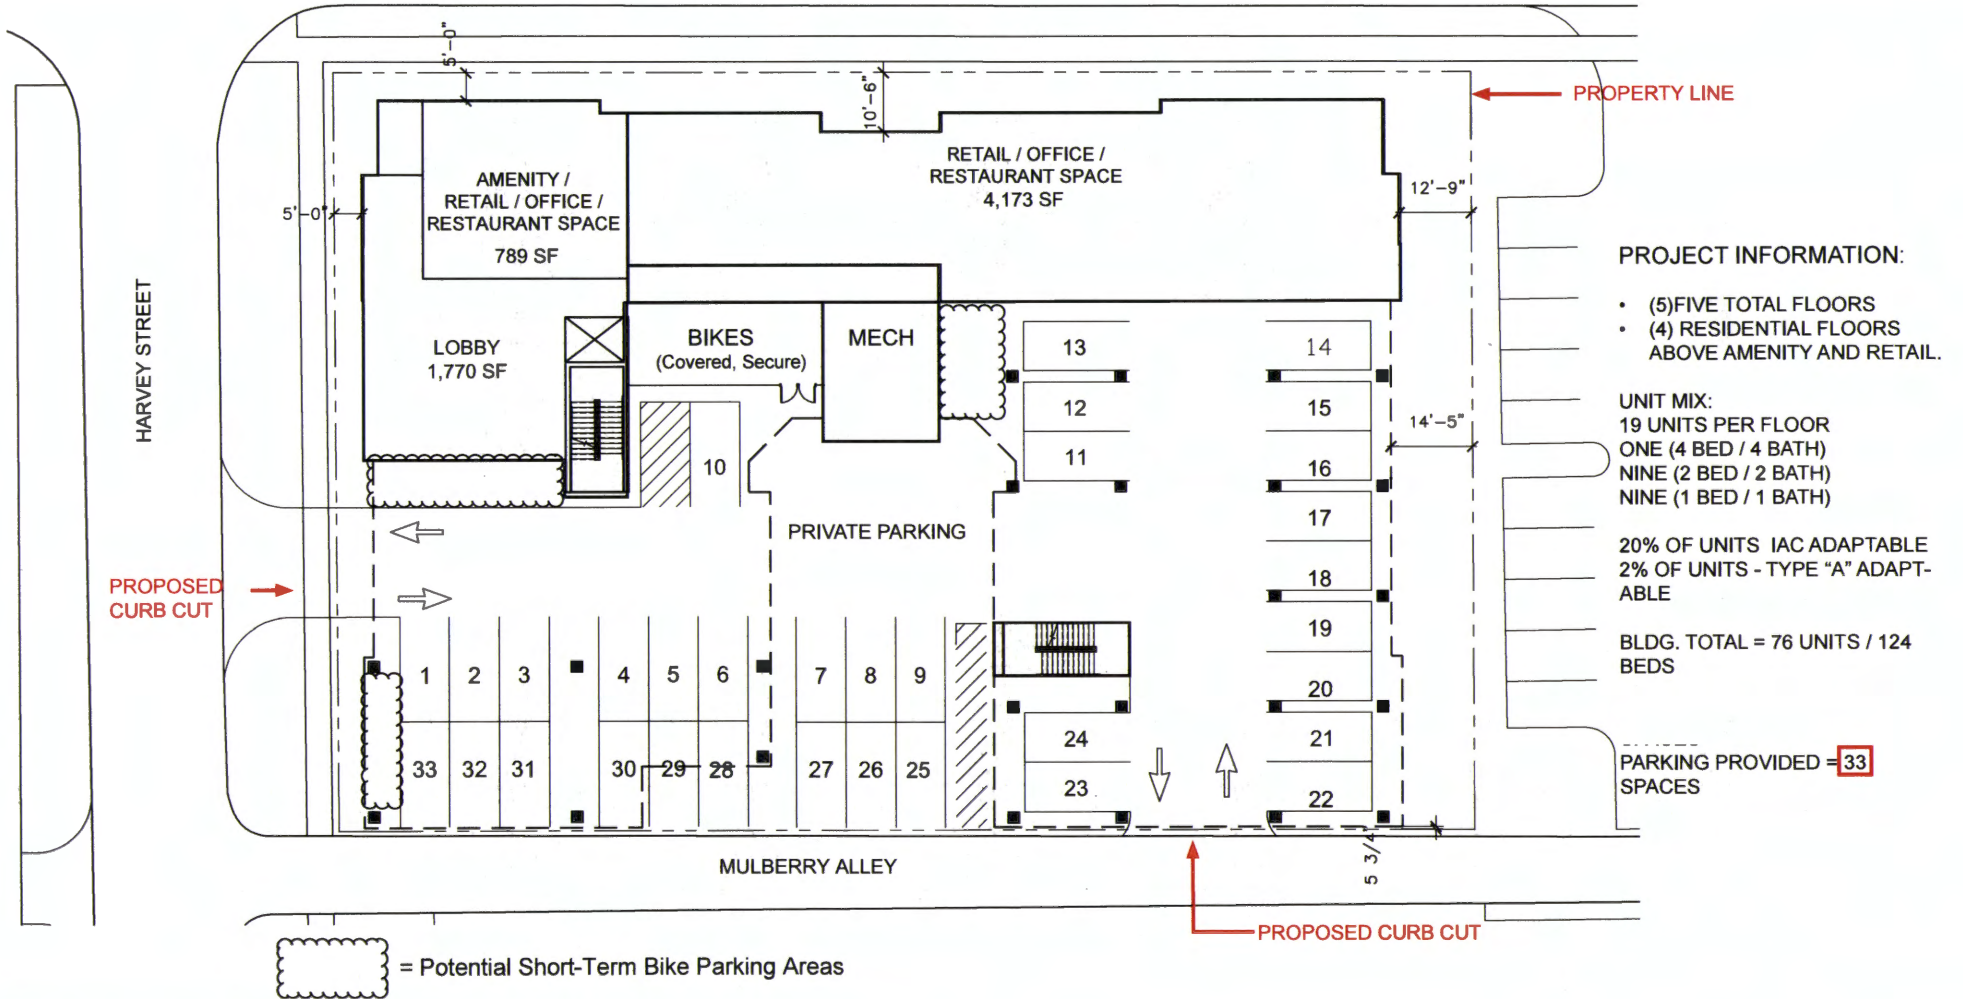 5'-0"
10'-6"
PROPERTY LINE
RETAIL / OFFICE /
RESTAURANT SPACE
4,173 SF
AMENITY /
RETAIL / OFFICE /
RESTAURANT SPACE
789 SF
12'-9"
5'-0"
PROJECT INFORMATION:
• (5)FIVE TOTAL FLOORS
• (4) RESIDENTIAL FLOORS
ABOVE AMENITY AND RETAIL.
HARVEY STREET
LOBBY
1,770 SF
BIKES
(Covered, Secure)
MECH
13
14
12
15
14'-5"
11
16
10
UNIT MIX:
19 UNITS PER FLOOR
ONE (4 BED / 4 BATH)
NINE (2 BED / 2 BATH)
NINE (1 BED / 1 BATH)
PRIVATE PARKING
17
20% OF UNITS IAC ADAPTABLE
2% OF UNITS - TYPE “A” ADAPT-
ABLE
PROPOSED
CURB CUT
18
19
BLDG. TOTAL = 76 UNITS / 124
BEDS
1 2 3 4 5 6 7 8 9
20
24
21
33 32 31 30 29 28 27 26 25
23
22
PARKING PROVIDED = 33
SPACES
MULBERRY ALLEY
5 3/4"
PROPOSED CURB CUT
= Potential Short-Term Bike Parking Areas